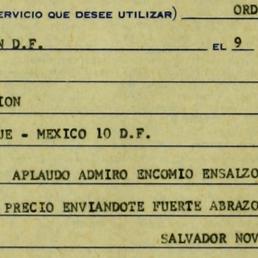 ORD
ERVICIO QUE DESEE UTILIZAR)
N D.F. EL 9
ION
UE - MEXICO 10 D.F.
APLAUDO ADMIRO ENCOMIO ENSALZO
PRECIO ENVIANDOTE FUERTE ABRAZO
SALVADOR NOV